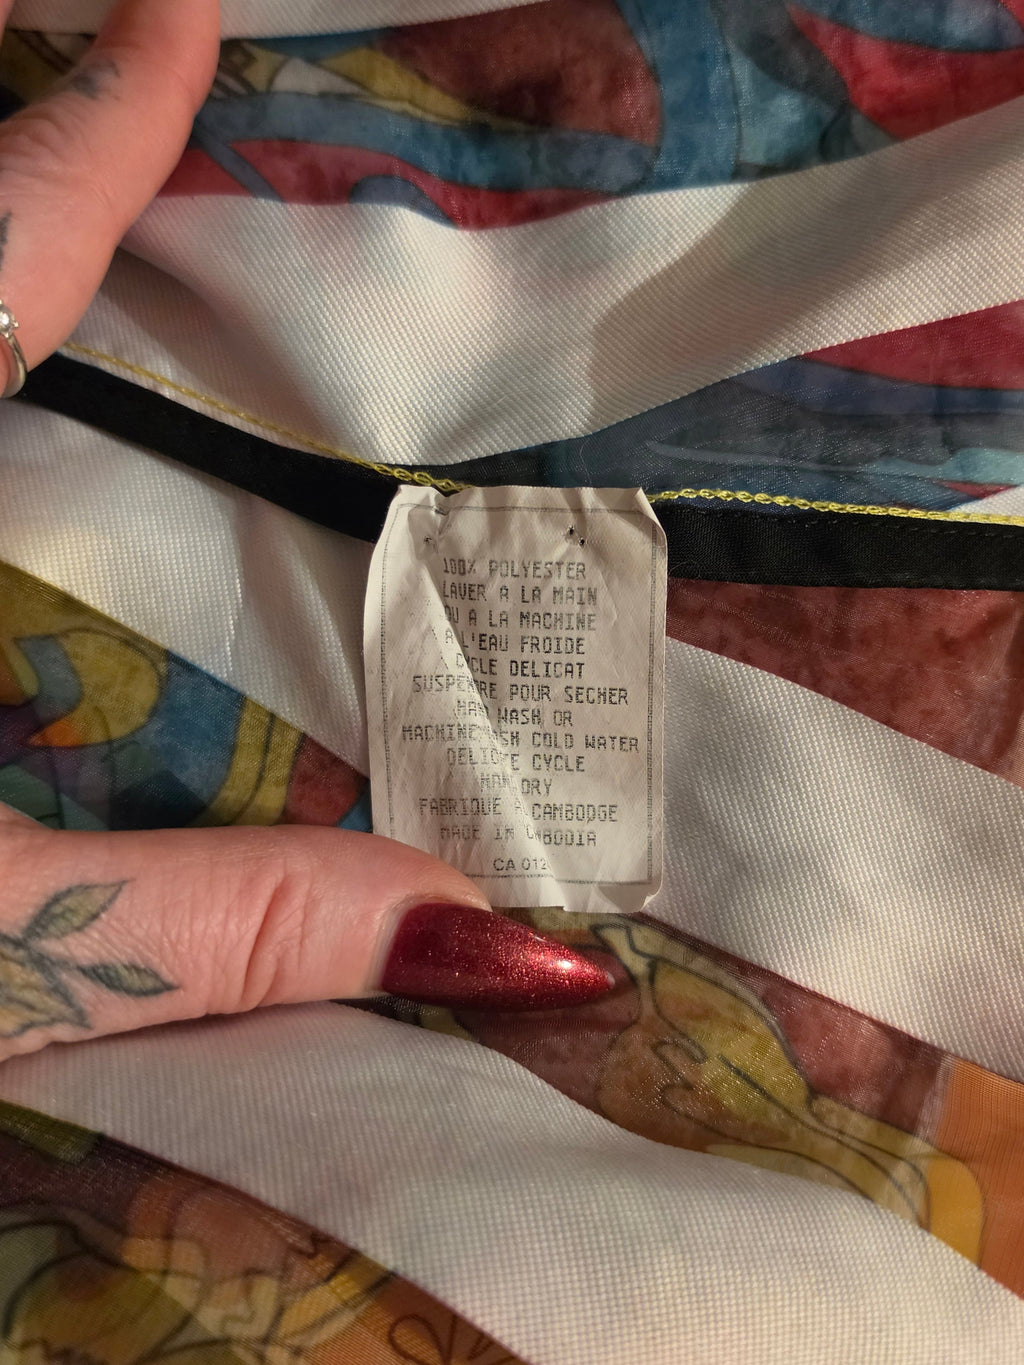 100% POLYESTER
LAVER A LA MAIN
OU A LA MACHINE
A L'EAU FROIDE
CYCLE DELICAT
SUSPENDRE POUR SECHER
HAND WASH OR
MACHINE WASH COLD WATER
DELICATE CYCLE
HANG DRY
FABRIQUE A CAMBODGE
MADE IN CAMBODIA
CA 012